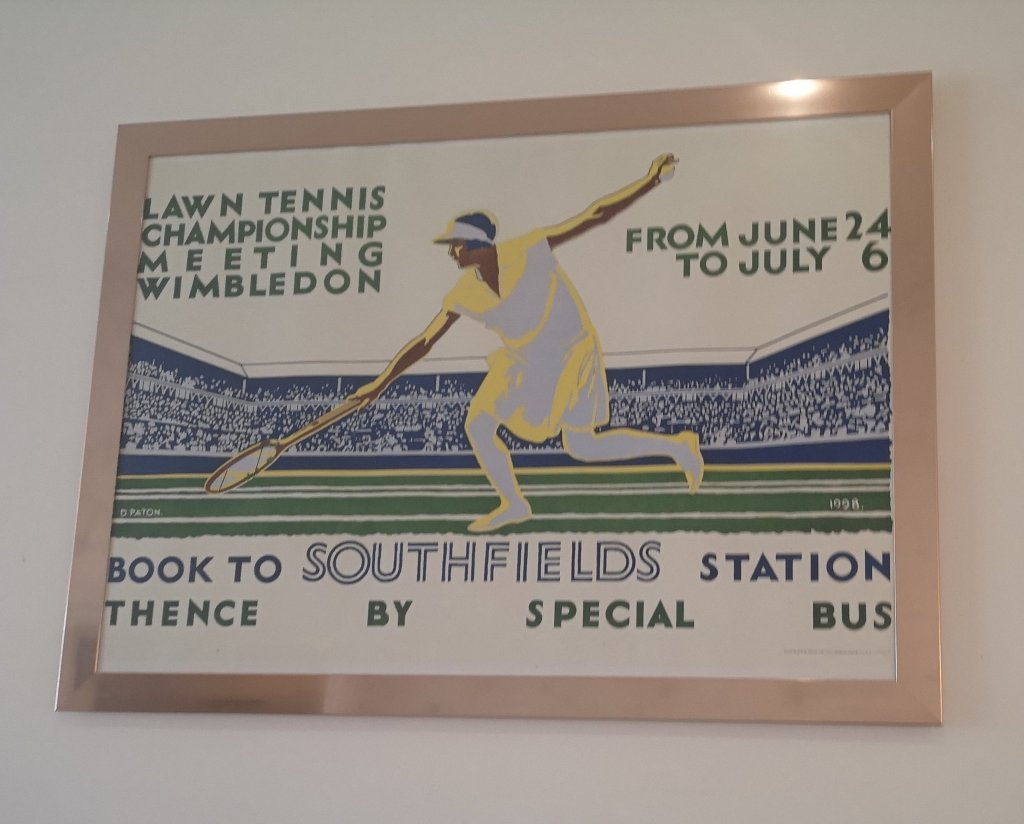 LAWN TENNIS
CHAMPIONSHIP
MEETING
WIMBLEDON
FROM JUNE 24
TO JULY 6
D PATON.
1998.
BOOK TO SOUTHFIELDS STATION
THENCE BY SPECIAL BUS